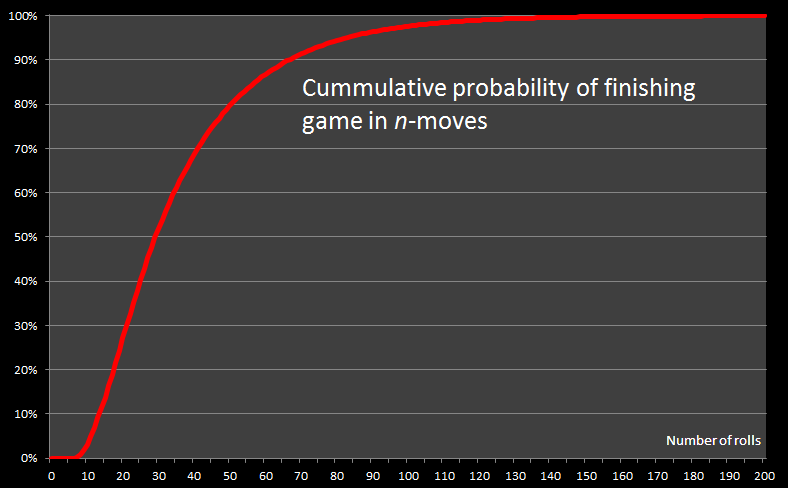 100%
90%
Cummulative probability of finishing
80%
game in n-moves
70%
60%
50%
40%
30%
20%
10%
Number of rolls
0%
0 10 20 30 40 50 60 70 80 90 100 110 120 130 140 150 160 170 180 190 200